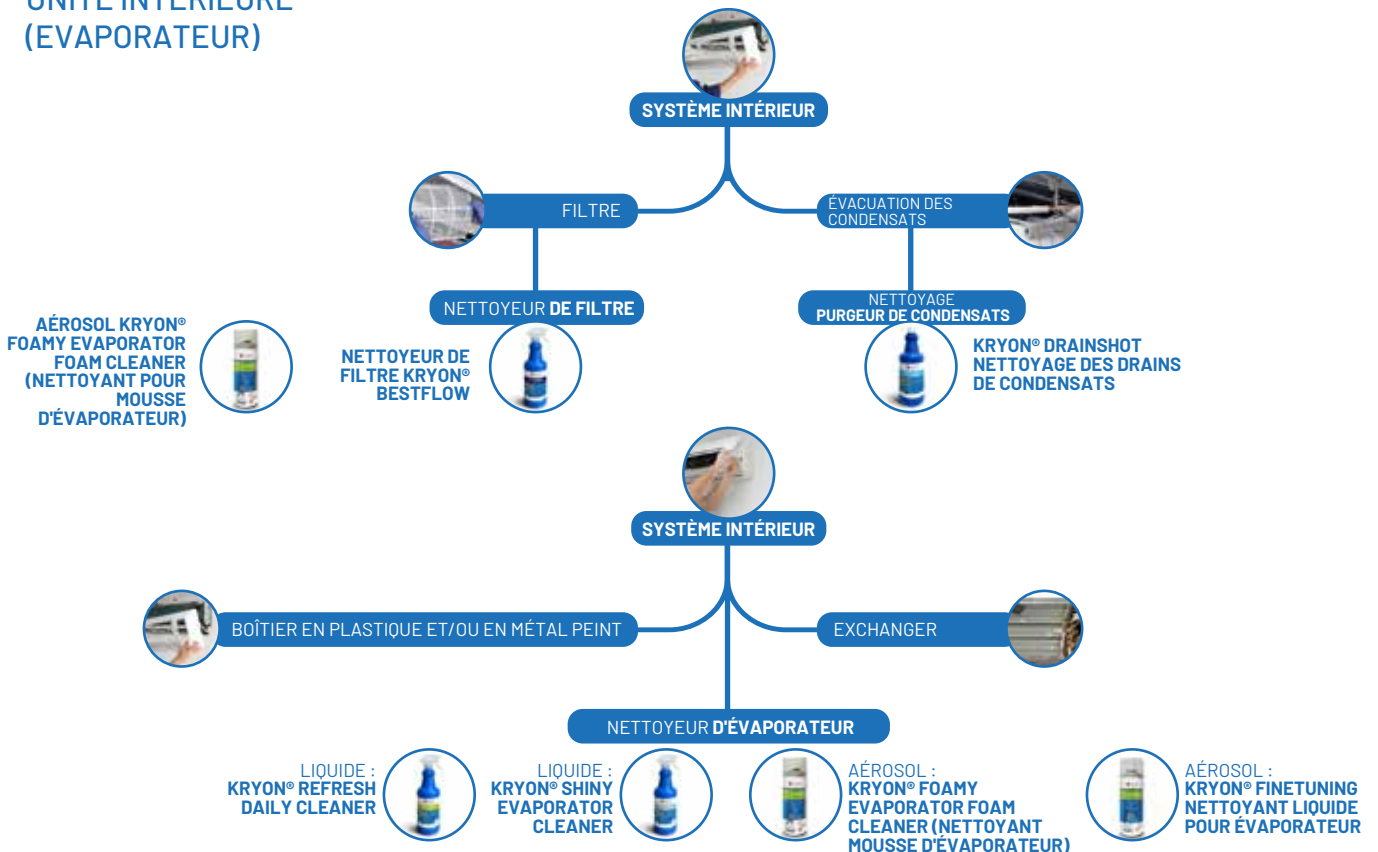 UNITÉ INTÉRIEURE
(EVAPORATEUR)
SYSTÈME INTÉRIEUR
FILTRE
ÉVACUATION DES
CONDENSATS
NETTOYEUR DE FILTRE
NETTOYAGE
PURGEUR DE CONDENSATS
AÉROSOL KRYON®
FOAMY EVAPORATOR
FOAM CLEANER
(NETTOYANT POUR
MOUSSE
D'ÉVAPORATEUR)
NETTOYEUR DE
FILTRE KRYON®
BESTFLOW
KRYON® DRAINSHOT
NETTOYAGE DES DRAINS
DE CONDENSATS
SYSTÈME INTÉRIEUR
BOÎTIER EN PLASTIQUE ET/OU EN MÉTAL PEINT
EXCHANGER
NETTOYEUR D'ÉVAPORATEUR
LIQUIDE :
KRYON® REFRESH
DAILY CLEANER
LIQUIDE :
KRYON® SHINY
EVAPORATOR
CLEANER
AÉROSOL :
KRYON® FOAMY
EVAPORATOR FOAM
CLEANER (NETTOYANT
MOUSSE D'ÉVAPORATEUR)
AÉROSOL :
KRYON® FINETUNING
NETTOYANT LIQUIDE
POUR ÉVAPORATEUR